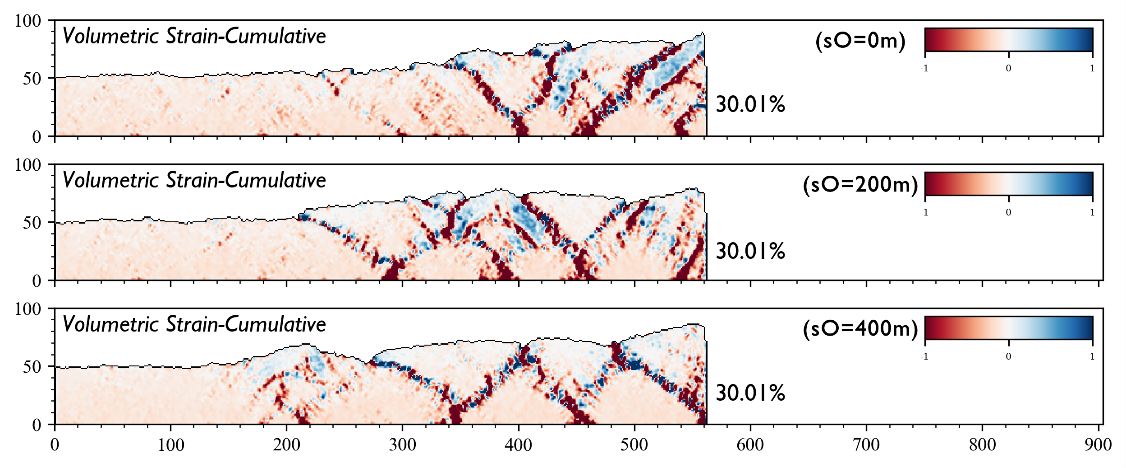 100
Volumetric Strain-Cumulative
(sO=0m)
50
1 0 1
30.01%
0
100
Volumetric Strain-Cumulative
(sO=200m)
50
1 0 1
30.01%
0
100
Volumetric Strain-Cumulative
(sO=400m)
50
1 0 1
30.01%
0
0 100 200 300 400 500 600 700 800 900